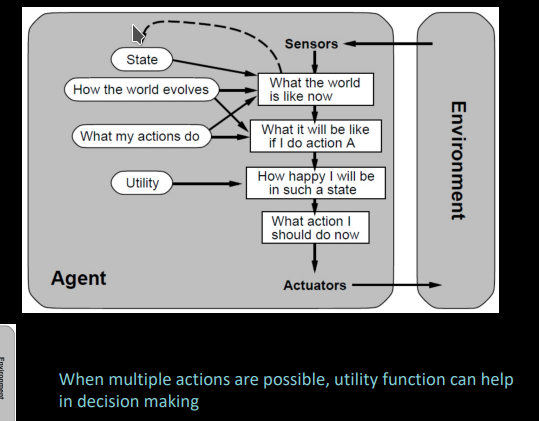 Sensors
State
How the world evolves
What the world
is like now
What my actions do
What it will be like
if I do action A
Utility
How happy I will be
in such a state
What action I
should do now
Agent
Actuators
Environment
Environment
When multiple actions are possible, utility function can help
in decision making